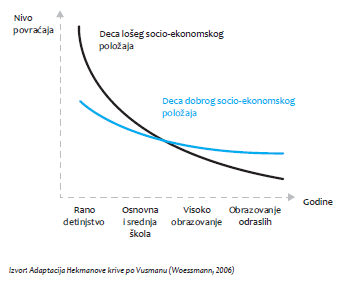 Nivo
povraćaja
Deca lošeg socio-ekonomskog
položaja
Deca dobrog socio-ekonomskog
položaja
Godine
Rano
detinjstvo
Osnovna
i srednja
škola
Visoko
obrazovanje
Obrazovanje
odraslih
Izvor: Adaptacija Hekmanove krive po Vusmanu (Woessmann, 2006)